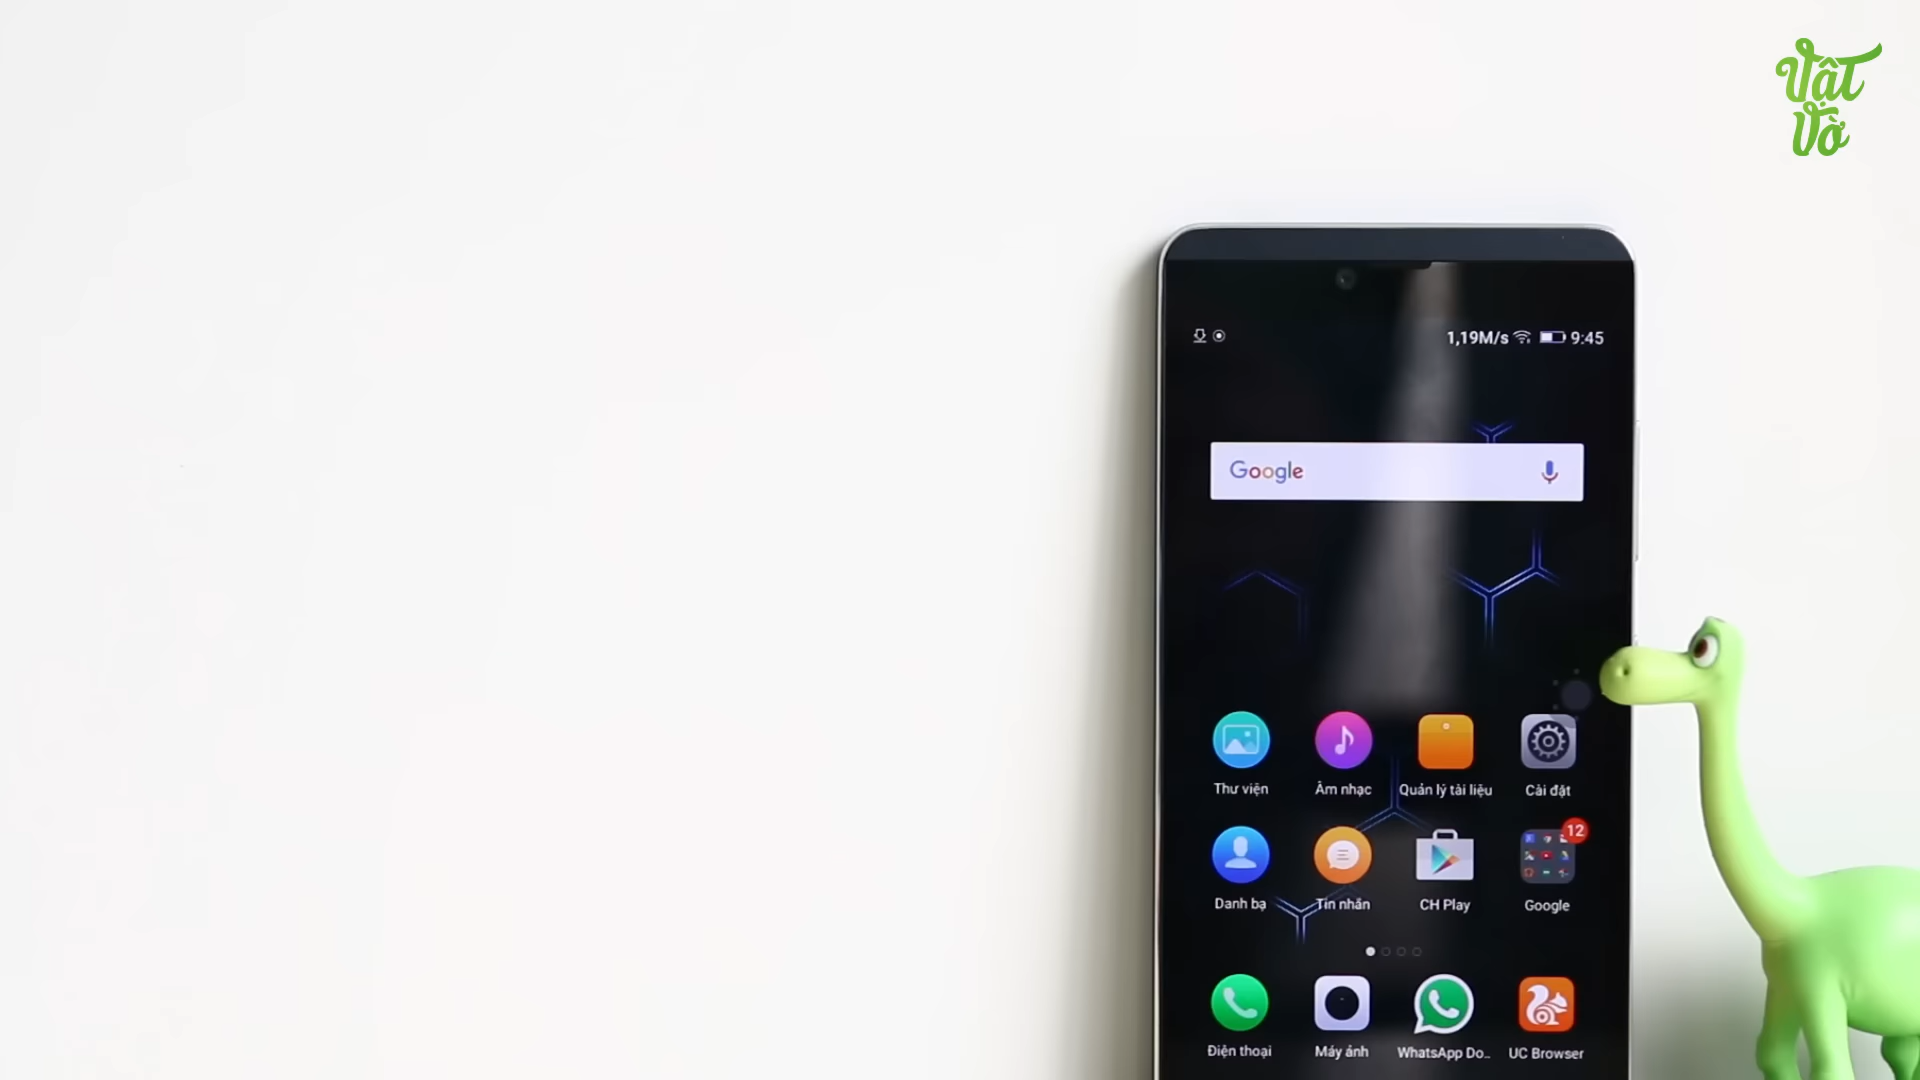 Vật
Vờ
1,19M/s 9:45
Google
Thư viện Âm nhạc Quản lý tài liệu Cài đặt
12
Danh bạ Tin nhắn CH Play Google
Điện thoại Máy ảnh WhatsApp Do.. UC Browser